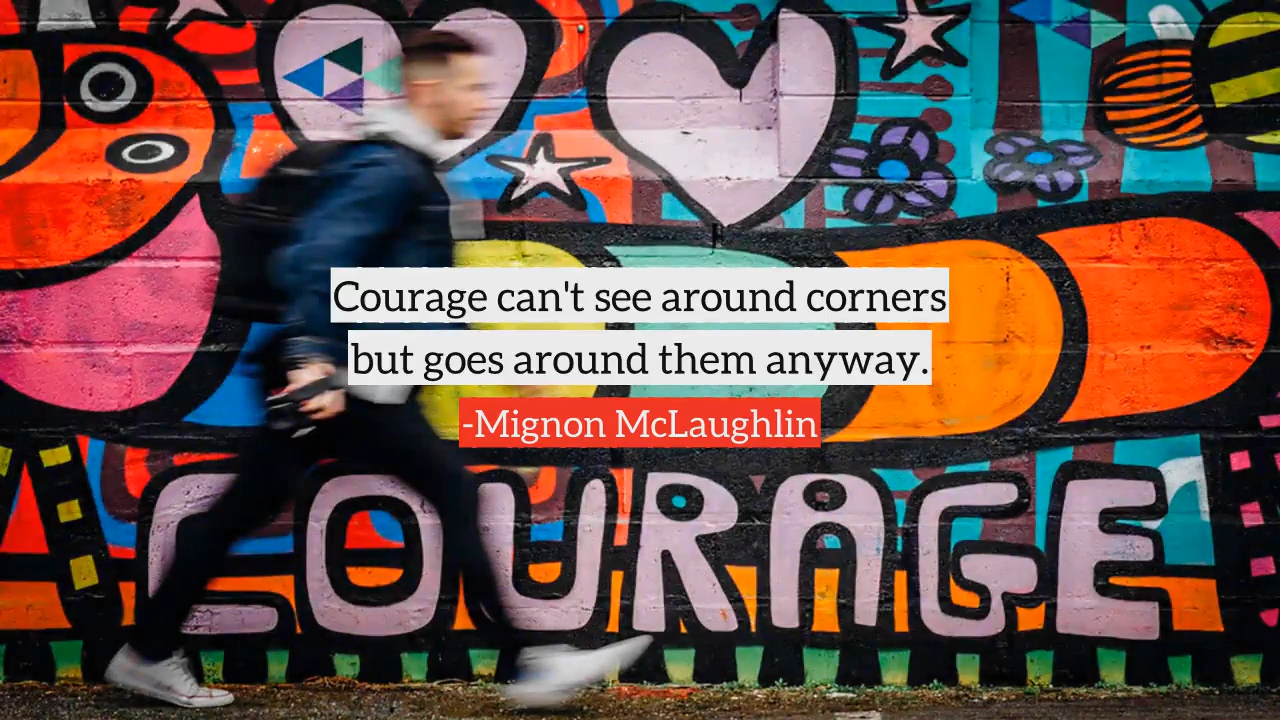 Courage can't see around corners
but goes around them anyway.
-Mignon McLaughlin
COURAGE